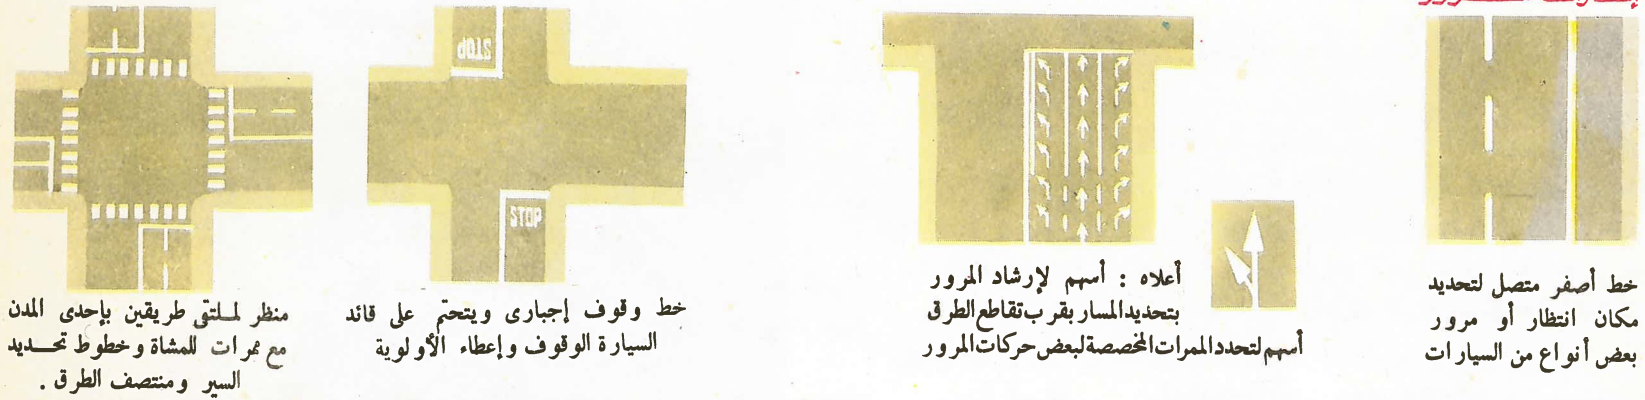 خط أصفر متصل لتحديد
مكان انتظار أو مرور
بعض أنواع من السيارات
أعلاه : أسهم لإرشاد المرور
بتحديد المسار بقرب تقاطع الطرق
أسهم لتحدد الممرات المخصصة لبعض حركات المرور
STOP
STOP
خط وقوف إجبارى ويتحتم على قائد
السيارة الوقوف وإعطاء الأولوية
منظر لملتقى طريقين بإحدى المدن
مع ممرات للمشاة وخطوط تحديد
السير ومنتصف الطرق .